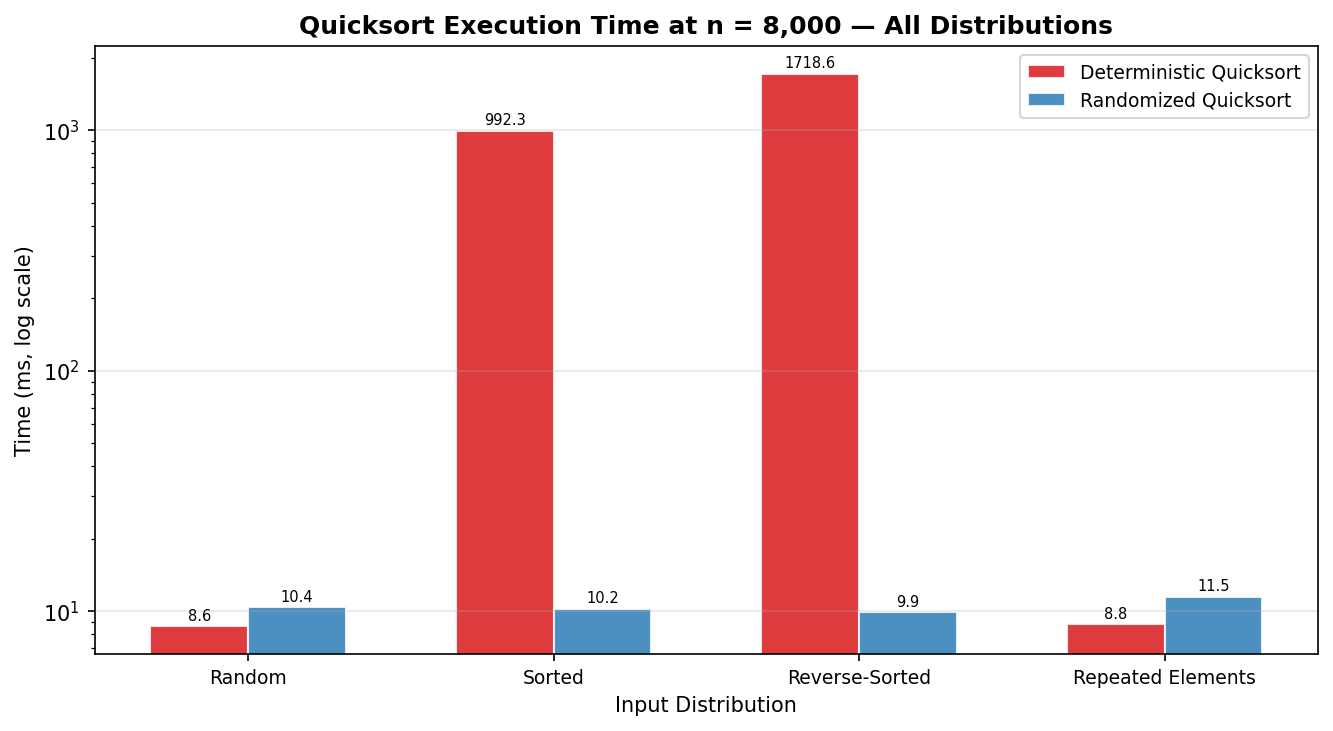 Quicksort Execution Time at n = 8,000 — All Distributions
Deterministic Quicksort
Randomized Quicksort
Time (ms, log scale)
10³
10²
10¹
8.6
10.4
992.3
10.2
1718.6
9.9
8.8
11.5
Random
Sorted
Reverse-Sorted
Repeated Elements
Input Distribution